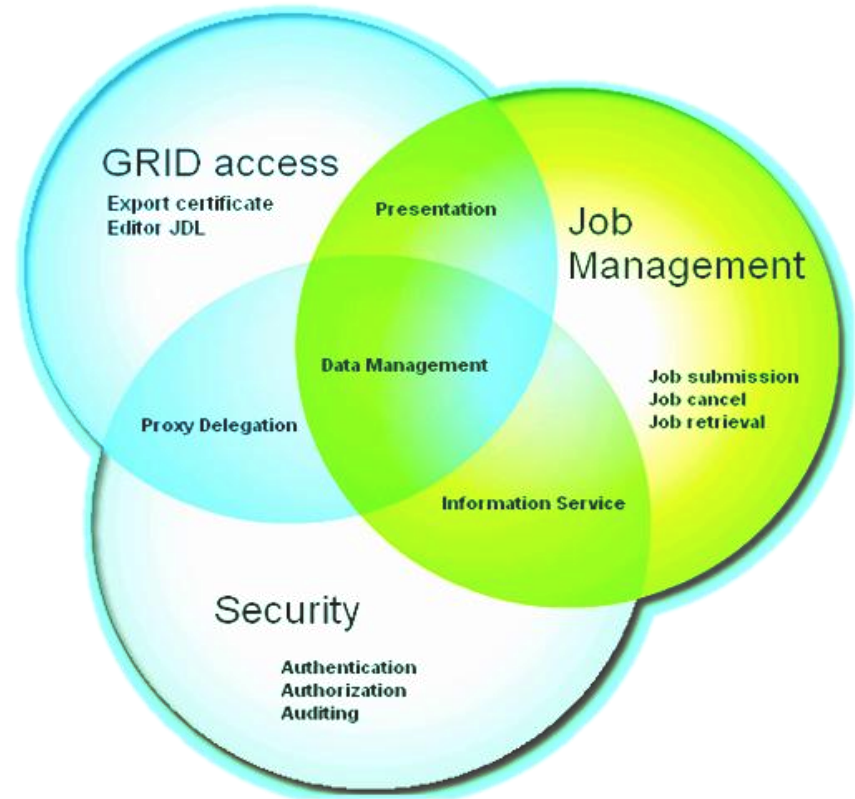 GRID access
Export certificate
Editor JDL
Presentation
Job
Management
Data Management
Job submission
Job cancel
Job retrieval
Proxy Delegation
Information Service
Security
Authentication
Authorization
Auditing